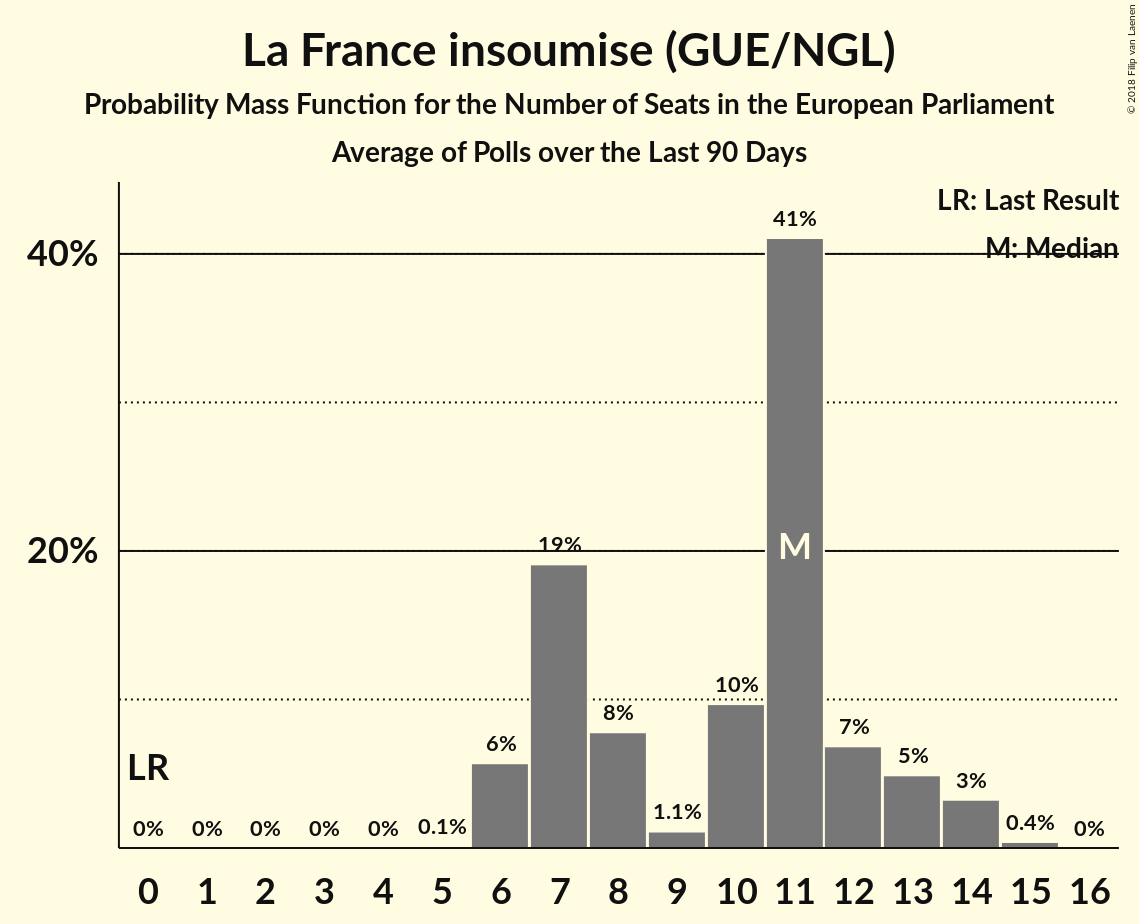 La France insoumise (GUE/NGL)
Probability Mass Function for the Number of Seats in the European Parliament
Average of Polls over the Last 90 Days
© 2018 Filip van Laenen
LR: Last Result
M: Median
40%
20%
LR
M
0%
0%
0%
0%
0%
0.1%
6%
19%
8%
1.1%
10%
41%
7%
5%
3%
0.4%
0%
0 1 2 3 4 5 6 7 8 9 10 11 12 13 14 15 16